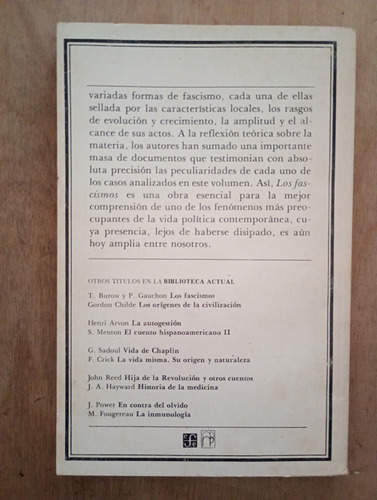 variadas formas de fascismo, cada una de ellas
sellada por las características locales, los rasgos
de evolución y crecimiento, la amplitud y el al-
cance de sus actos. A la reflexión teórica sobre la
materia, los autores han sumado una importante
masa de documentos que testimonian con abso-
luta precisión las peculiaridades de cada uno de
los casos analizados en este volumen. Así, Los fas-
cismos es una obra esencial para la mejor
comprensión de uno de los fenómenos más preo-
cupantes de la vida política contemporánea, cu-
ya presencia, lejos de haberse disipado, es aún
hoy amplia entre nosotros.
OTROS TITULOS EN LA BIBLIOTECA ACTUAL
T. Buron y P. Gauchon Los fascismos
Gordon Childe Los orígenes de la civilización
Henri Arvon La autogestión
S. Menton El cuento hispanoamericano II
G. Sadoul Vida de Chaplin
F. Crick La vida misma. Su origen y naturaleza
John Reed Hija de la Revolución y otros cuentos
J. A. Hayward Historia de la medicina
J. Power En contra del olvido
M. Fougereau La inmunología